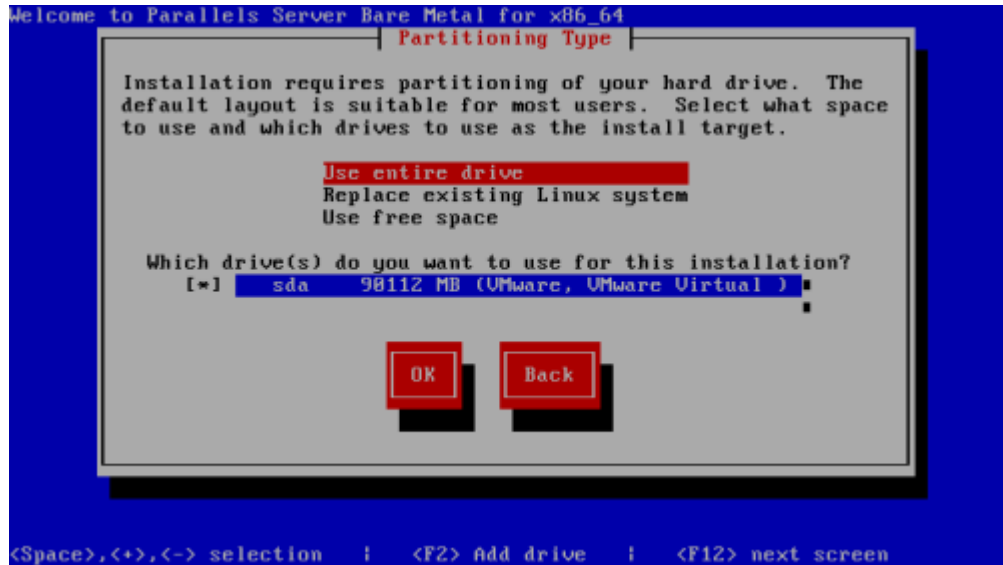 Welcome to Parallels Server Bare Metal for x86_64
Partitioning Type
Installation requires partitioning of your hard drive.  The
default layout is suitable for most users.  Select what space
to use and which drives to use as the install target.
Use entire drive
Replace existing Linux system
Use free space
Which drive(s) do you want to use for this installation?
[*]   sda    90112 MB (VMware, VMware Virtual )
OK   Back
<Space>,<+>,<-> selection   |   <F2> Add drive   |   <F12> next screen